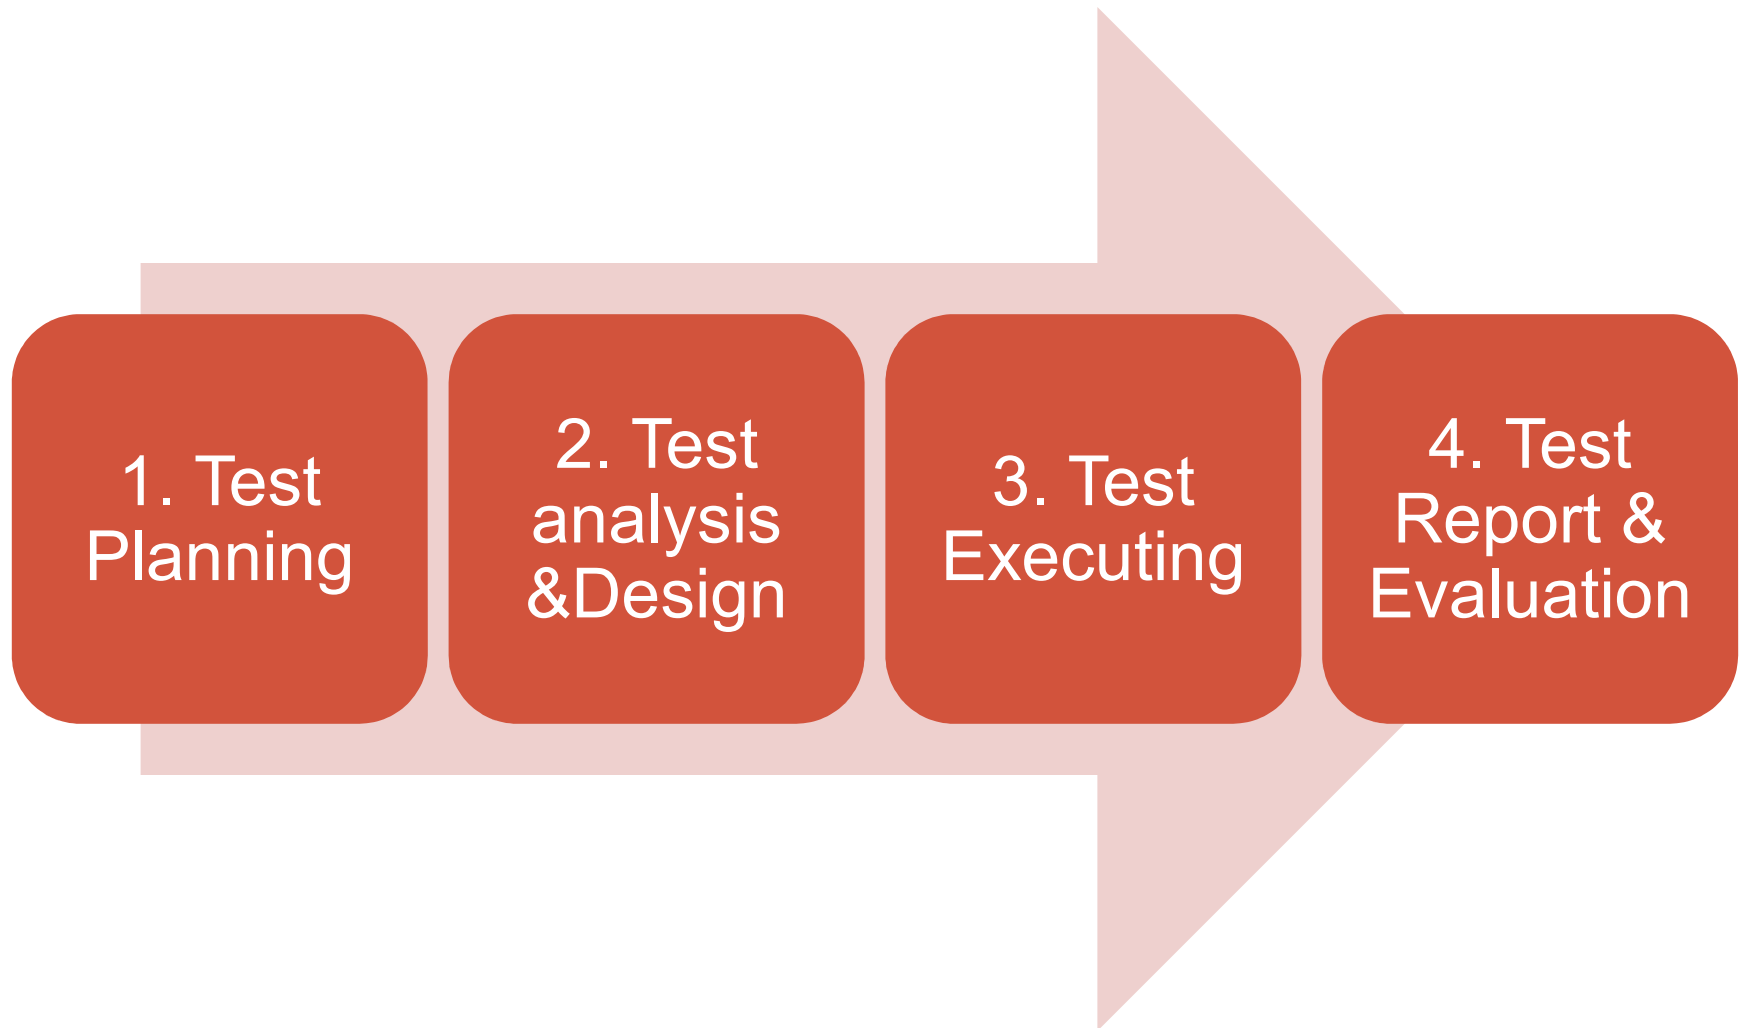 1. Test
Planning
2. Test
analysis
&Design
3. Test
Executing
4. Test
Report &
Evaluation